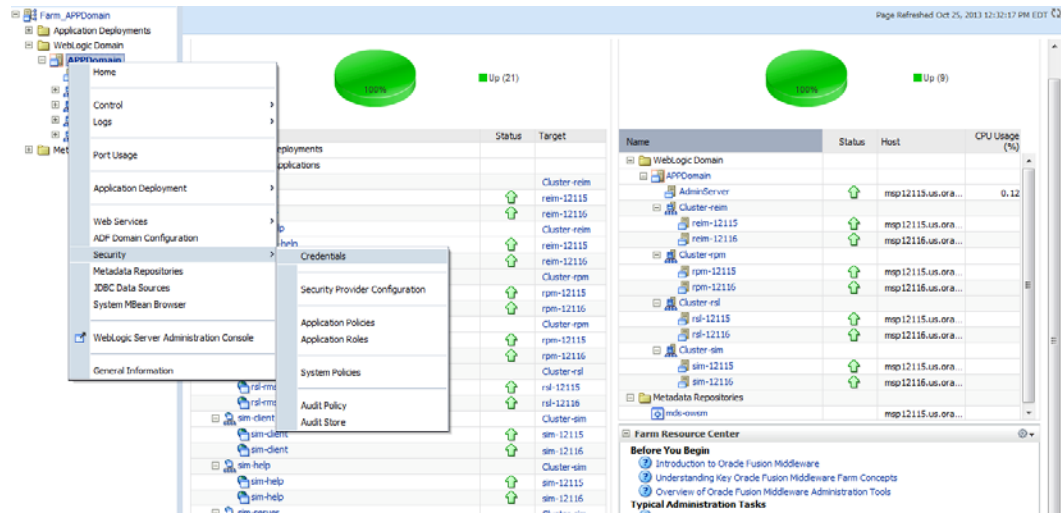 Farm_APPDomain
Application Deployments
WebLogic Domain
APPDomain
Met
Home
Control
Logs
Port Usage
Application Deployment
Web Services
ADF Domain Configuration
Security
Metadata Repositories
JDBC Data Sources
System MBean Browser
WebLogic Server Administration Console
General Information
Credentials
Security Provider Configuration
Application Policies
Application Roles
System Policies
Audit Policy
Audit Store
Page Refreshed Oct 25, 2013 12:32:17 PM EDT
100%
Up (21)
Status Target
eployments
pplications
Cluster-reim
reim-12115
reim-12116
lp Cluster-reim
-help reim-12115
reim-12116
Cluster-rpm
rpm-12115
rpm-12116
Cluster-rpm
rpm-12115
rpm-12116
Cluster-rsl
rsl-rms rsl-12115
rsl-rms rsl-12116
sim-client Cluster-sim
sim-client sim-12115
sim-client sim-12116
sim-help Cluster-sim
sim-help sim-12115
sim-help sim-12116
sim-server Cluster-sim
100%
Up (9)
Name Status Host CPU Usage (%)
WebLogic Domain
APPDomain
AdminServer msp12115.us.ora... 0.12
Cluster-reim
reim-12115 msp12115.us.ora...
reim-12116 msp12116.us.ora...
Cluster-rpm
rpm-12115 msp12115.us.ora...
rpm-12116 msp12116.us.ora...
Cluster-rsl
rsl-12115 msp12115.us.ora...
rsl-12116 msp12116.us.ora...
Cluster-sim
sim-12115 msp12115.us.ora...
sim-12116 msp12116.us.ora...
Metadata Repositories
mds-owsm msp12115.us.ora...
Farm Resource Center
Before You Begin
Introduction to Oracle Fusion Middleware
Understanding Key Oracle Fusion Middleware Farm Concepts
Overview of Oracle Fusion Middleware Administration Tools
Typical Administration Tasks